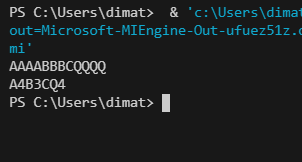 PS C:\Users\dimat>  & 'c:\Users\dimat
out=Microsoft-MIEngine-Out-ufuez51z.
mi'
AAAABBBCQQQQ
A4B3CQ4
PS C:\Users\dimat>